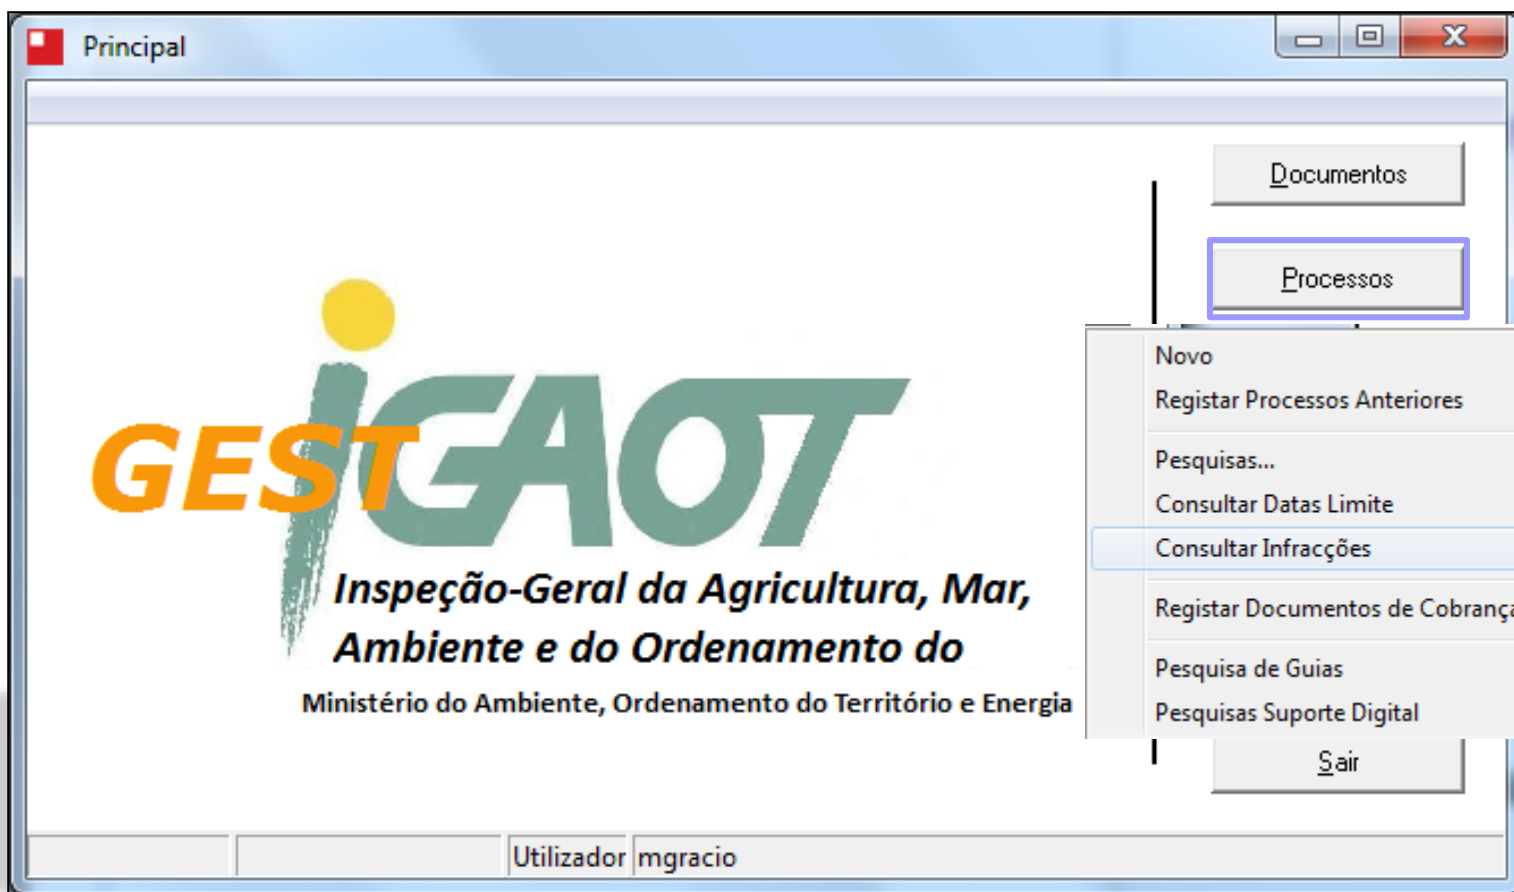 Principal
Documentos
Processos
Novo
Registar Processos Anteriores
Pesquisas...
Consultar Datas Limite
Consultar Infracções
Registar Documentos de Cobrança
Pesquisa de Guias
Pesquisas Suporte Digital
Sair
GEST iGAOT
Inspeção-Geral da Agricultura, Mar,
Ambiente e do Ordenamento do
Ministério do Ambiente, Ordenamento do Território e Energia
Utilizador mgracio